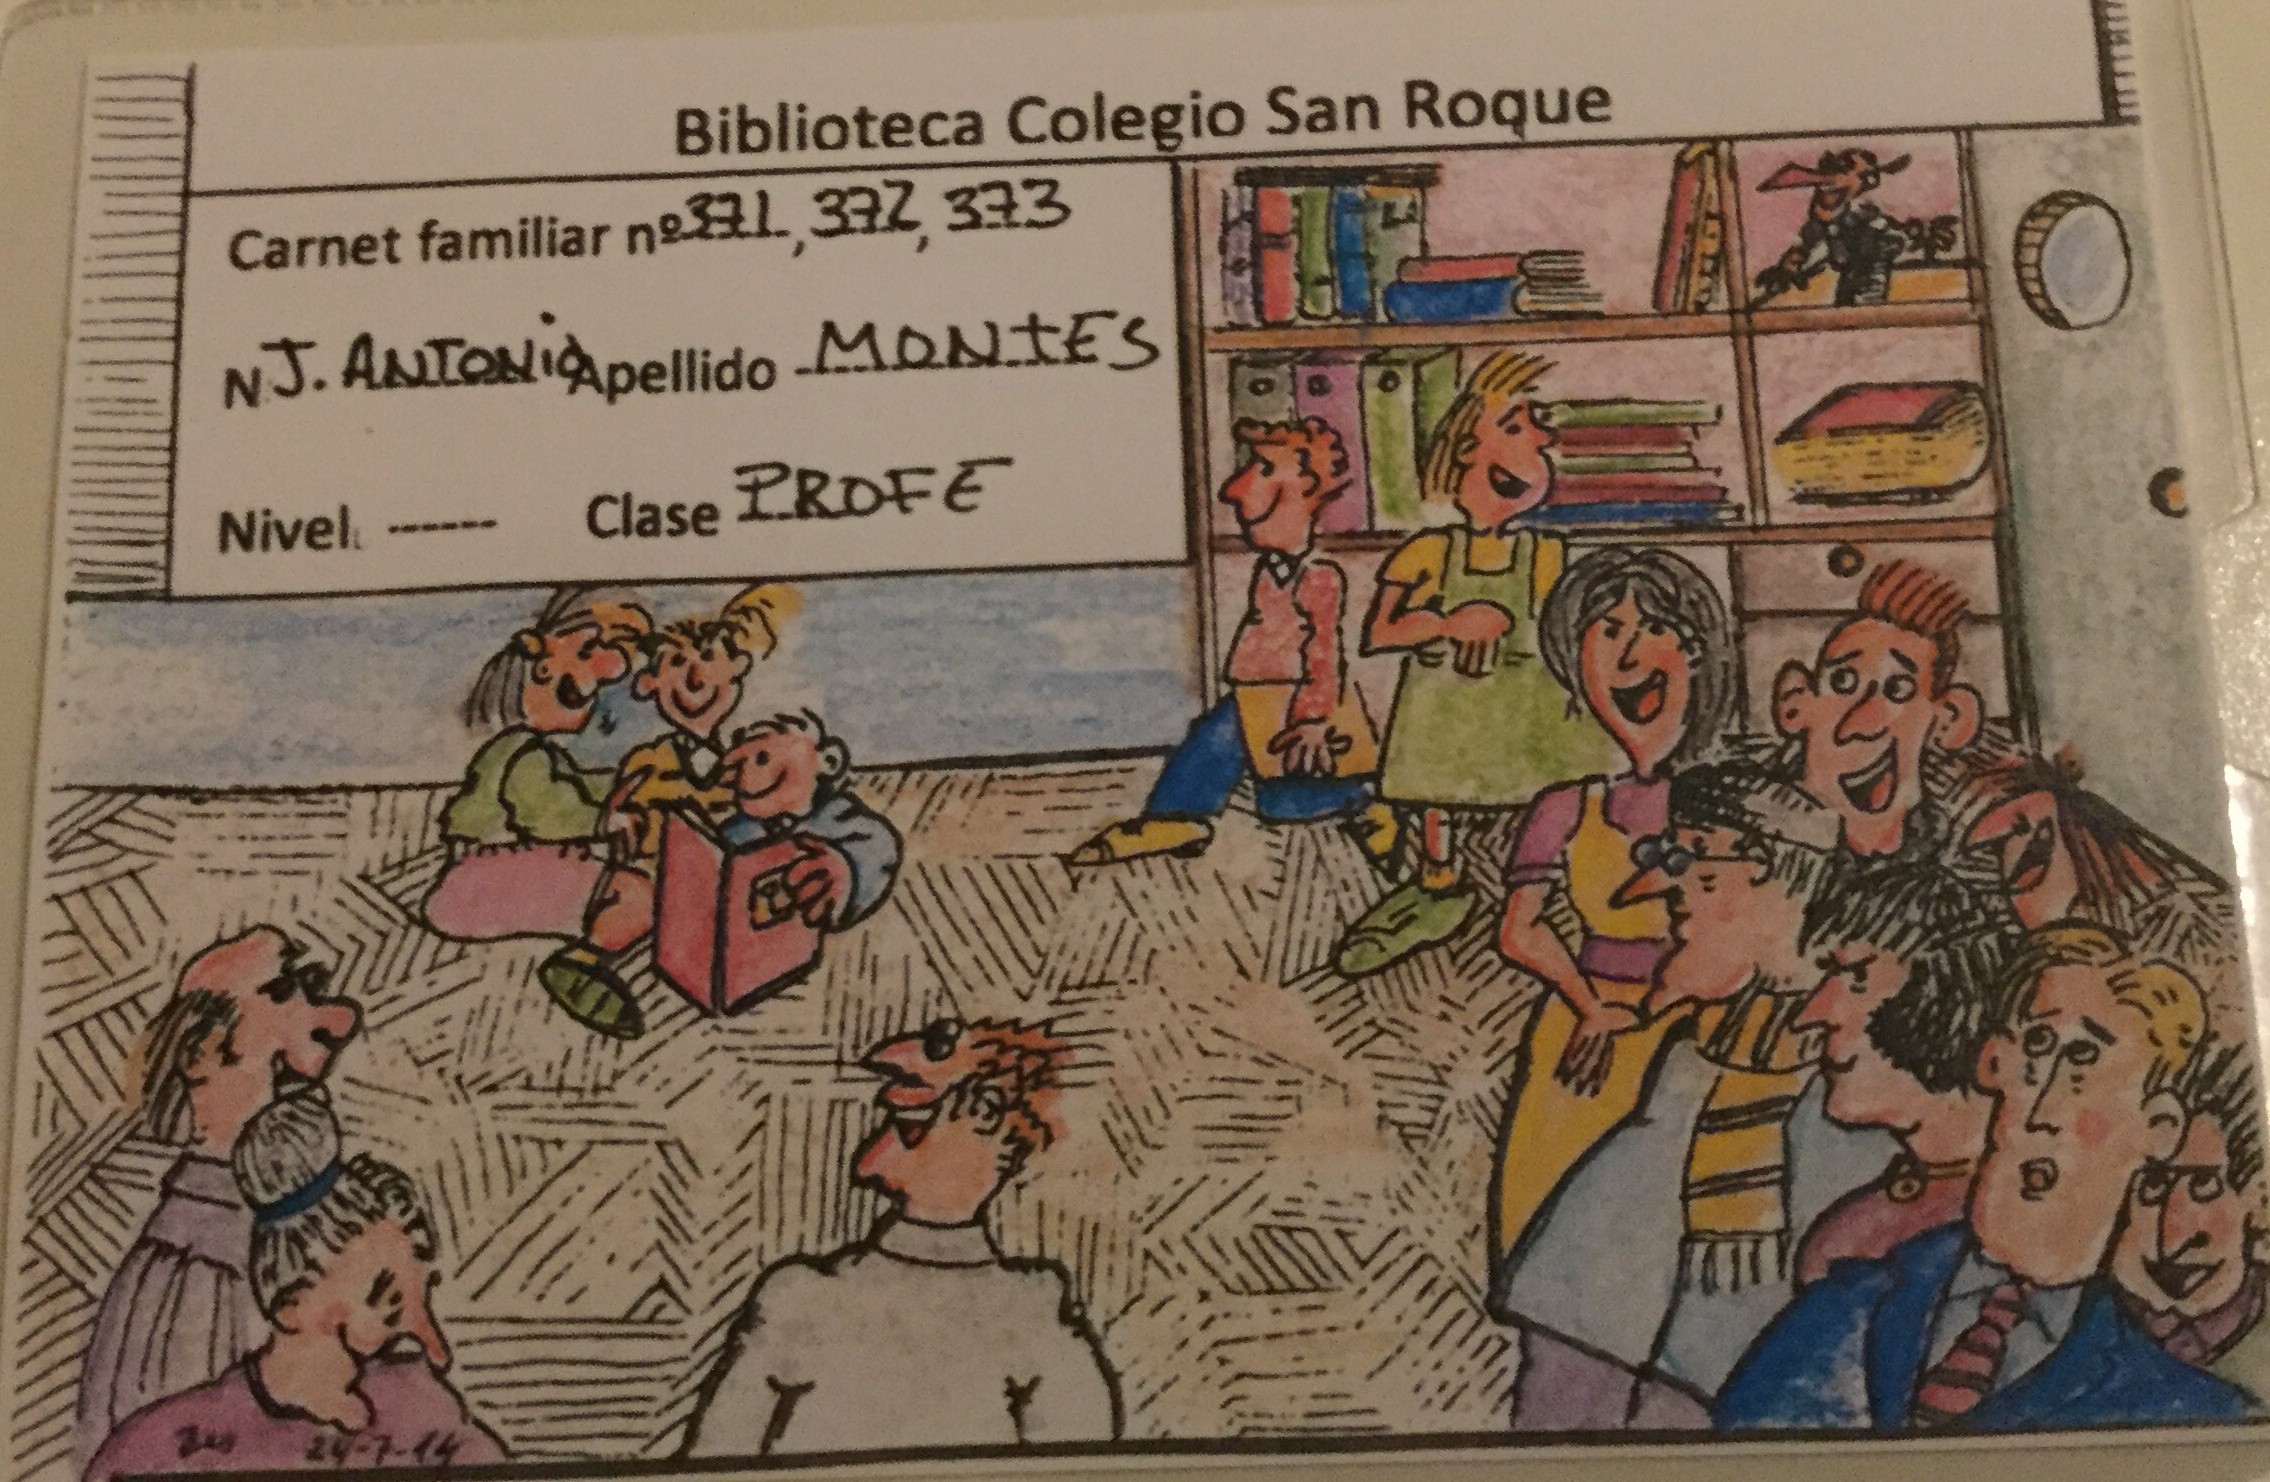 Biblioteca Colegio San Roque
Carnet familiar nº 371, 372, 373
N J. ANTONiO Apellido MONTES
Nivel ------ Clase PROFE
24-7-14